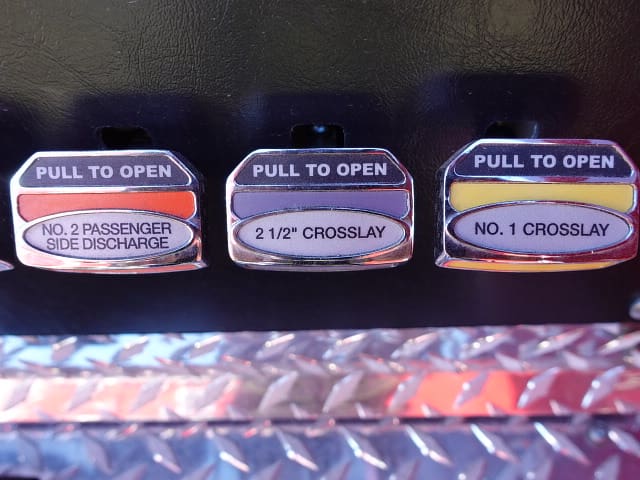 PULL TO OPEN
NO. 2 PASSENGER
SIDE DISCHARGE
PULL TO OPEN
2 1/2" CROSSLAY
PULL TO OPEN
NO. 1 CROSSLAY